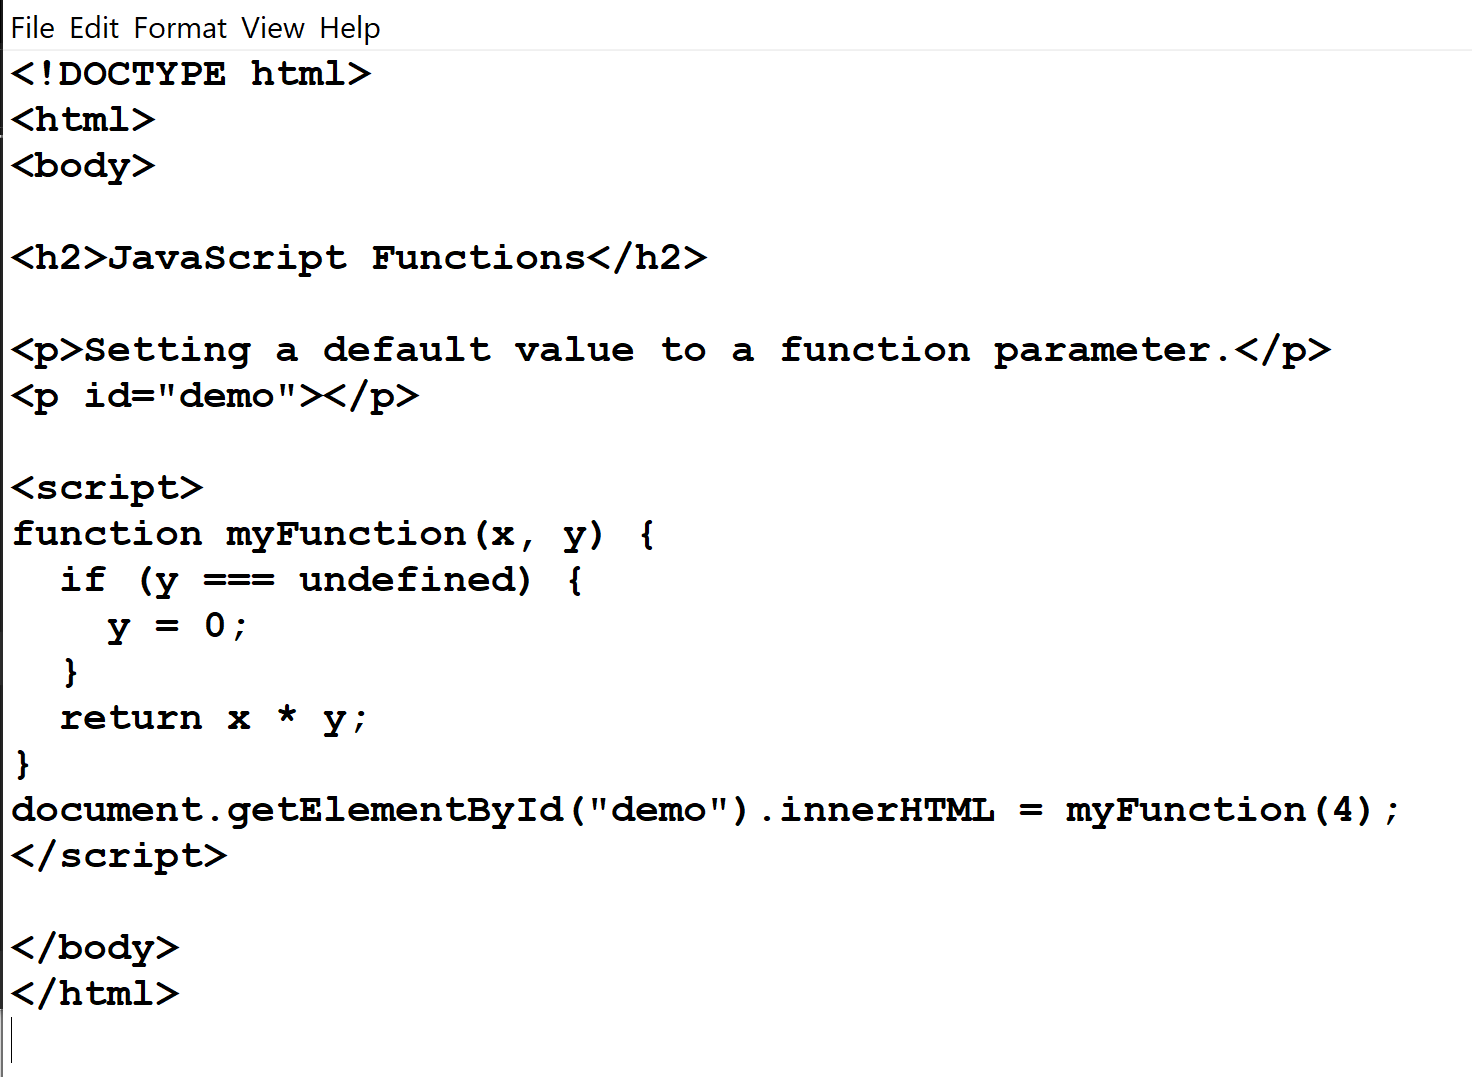 File Edit Format View Help
<!DOCTYPE html>
<html>
<body>

<h2>JavaScript Functions</h2>

<p>Setting a default value to a function parameter.</p>
<p id="demo"></p>

<script>
function myFunction(x, y) {
  if (y === undefined) {
    y = 0;
  }
  return x * y;
}
document.getElementById("demo").innerHTML = myFunction(4);
</script>

</body>
</html>